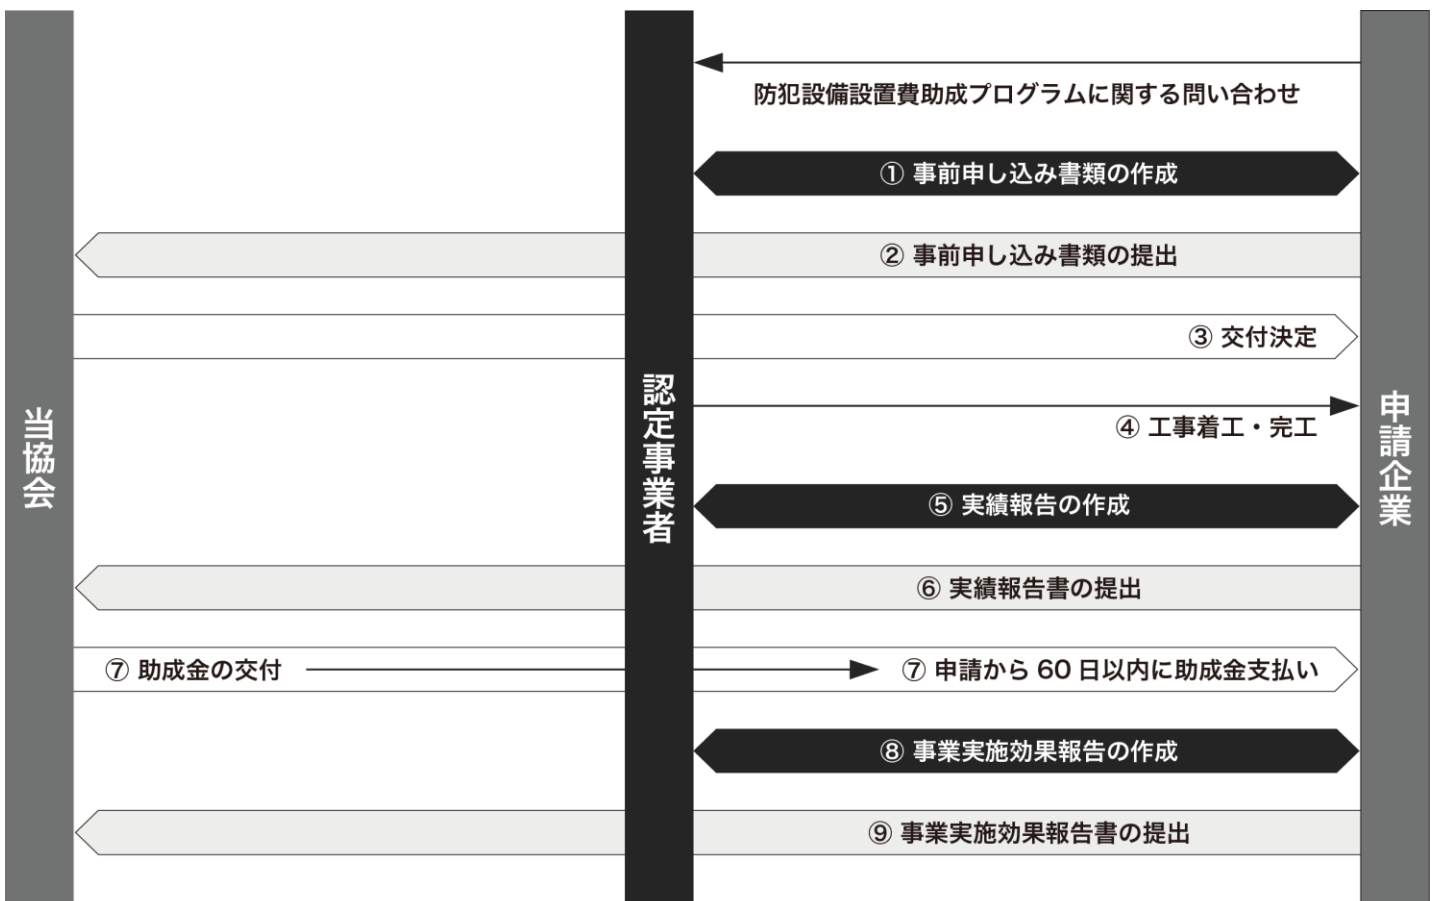 防犯設備設置費助成プログラムに関する問い合わせ
① 事前申し込み書類の作成
② 事前申し込み書類の提出
③ 交付決定
④ 工事着工・完工
当協会
認定事業者
申請企業
⑤ 実績報告の作成
⑥ 実績報告書の提出
⑦ 助成金の交付
⑦ 申請から 60 日以内に助成金支払い
⑧ 事業実施効果報告の作成
⑨ 事業実施効果報告書の提出